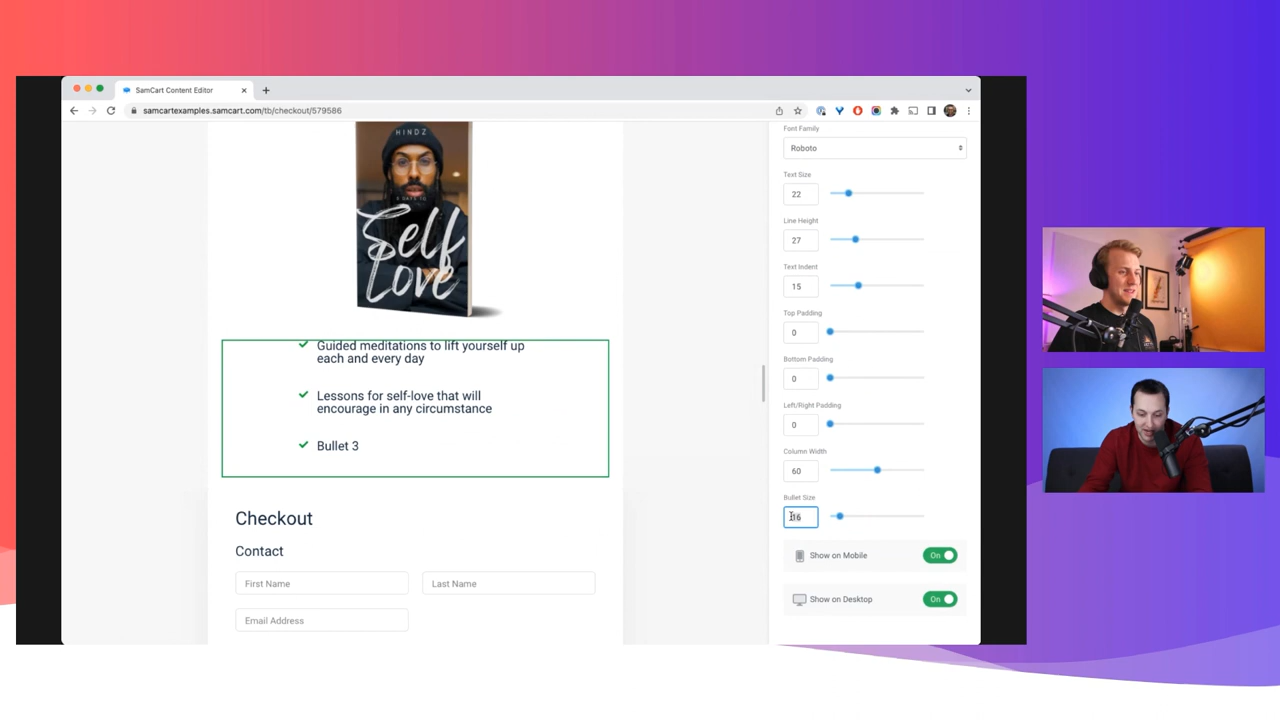 SamCart Content Editor
samcartexamples.samcart.com/tb/checkout/579586
HINDZ
Self
Love
Guided meditations to lift yourself up
each and every day
Lessons for self-love that will
encourage in any circumstance
Bullet 3
Checkout
Contact
First Name
Last Name
Email Address
Font Family
Roboto
Text Size
22
Line Height
27
Text Indent
15
Top Padding
0
Bottom Padding
0
Left/Right Padding
0
Column Width
60
Bullet Size
16
Show on Mobile
On
Show on Desktop
On